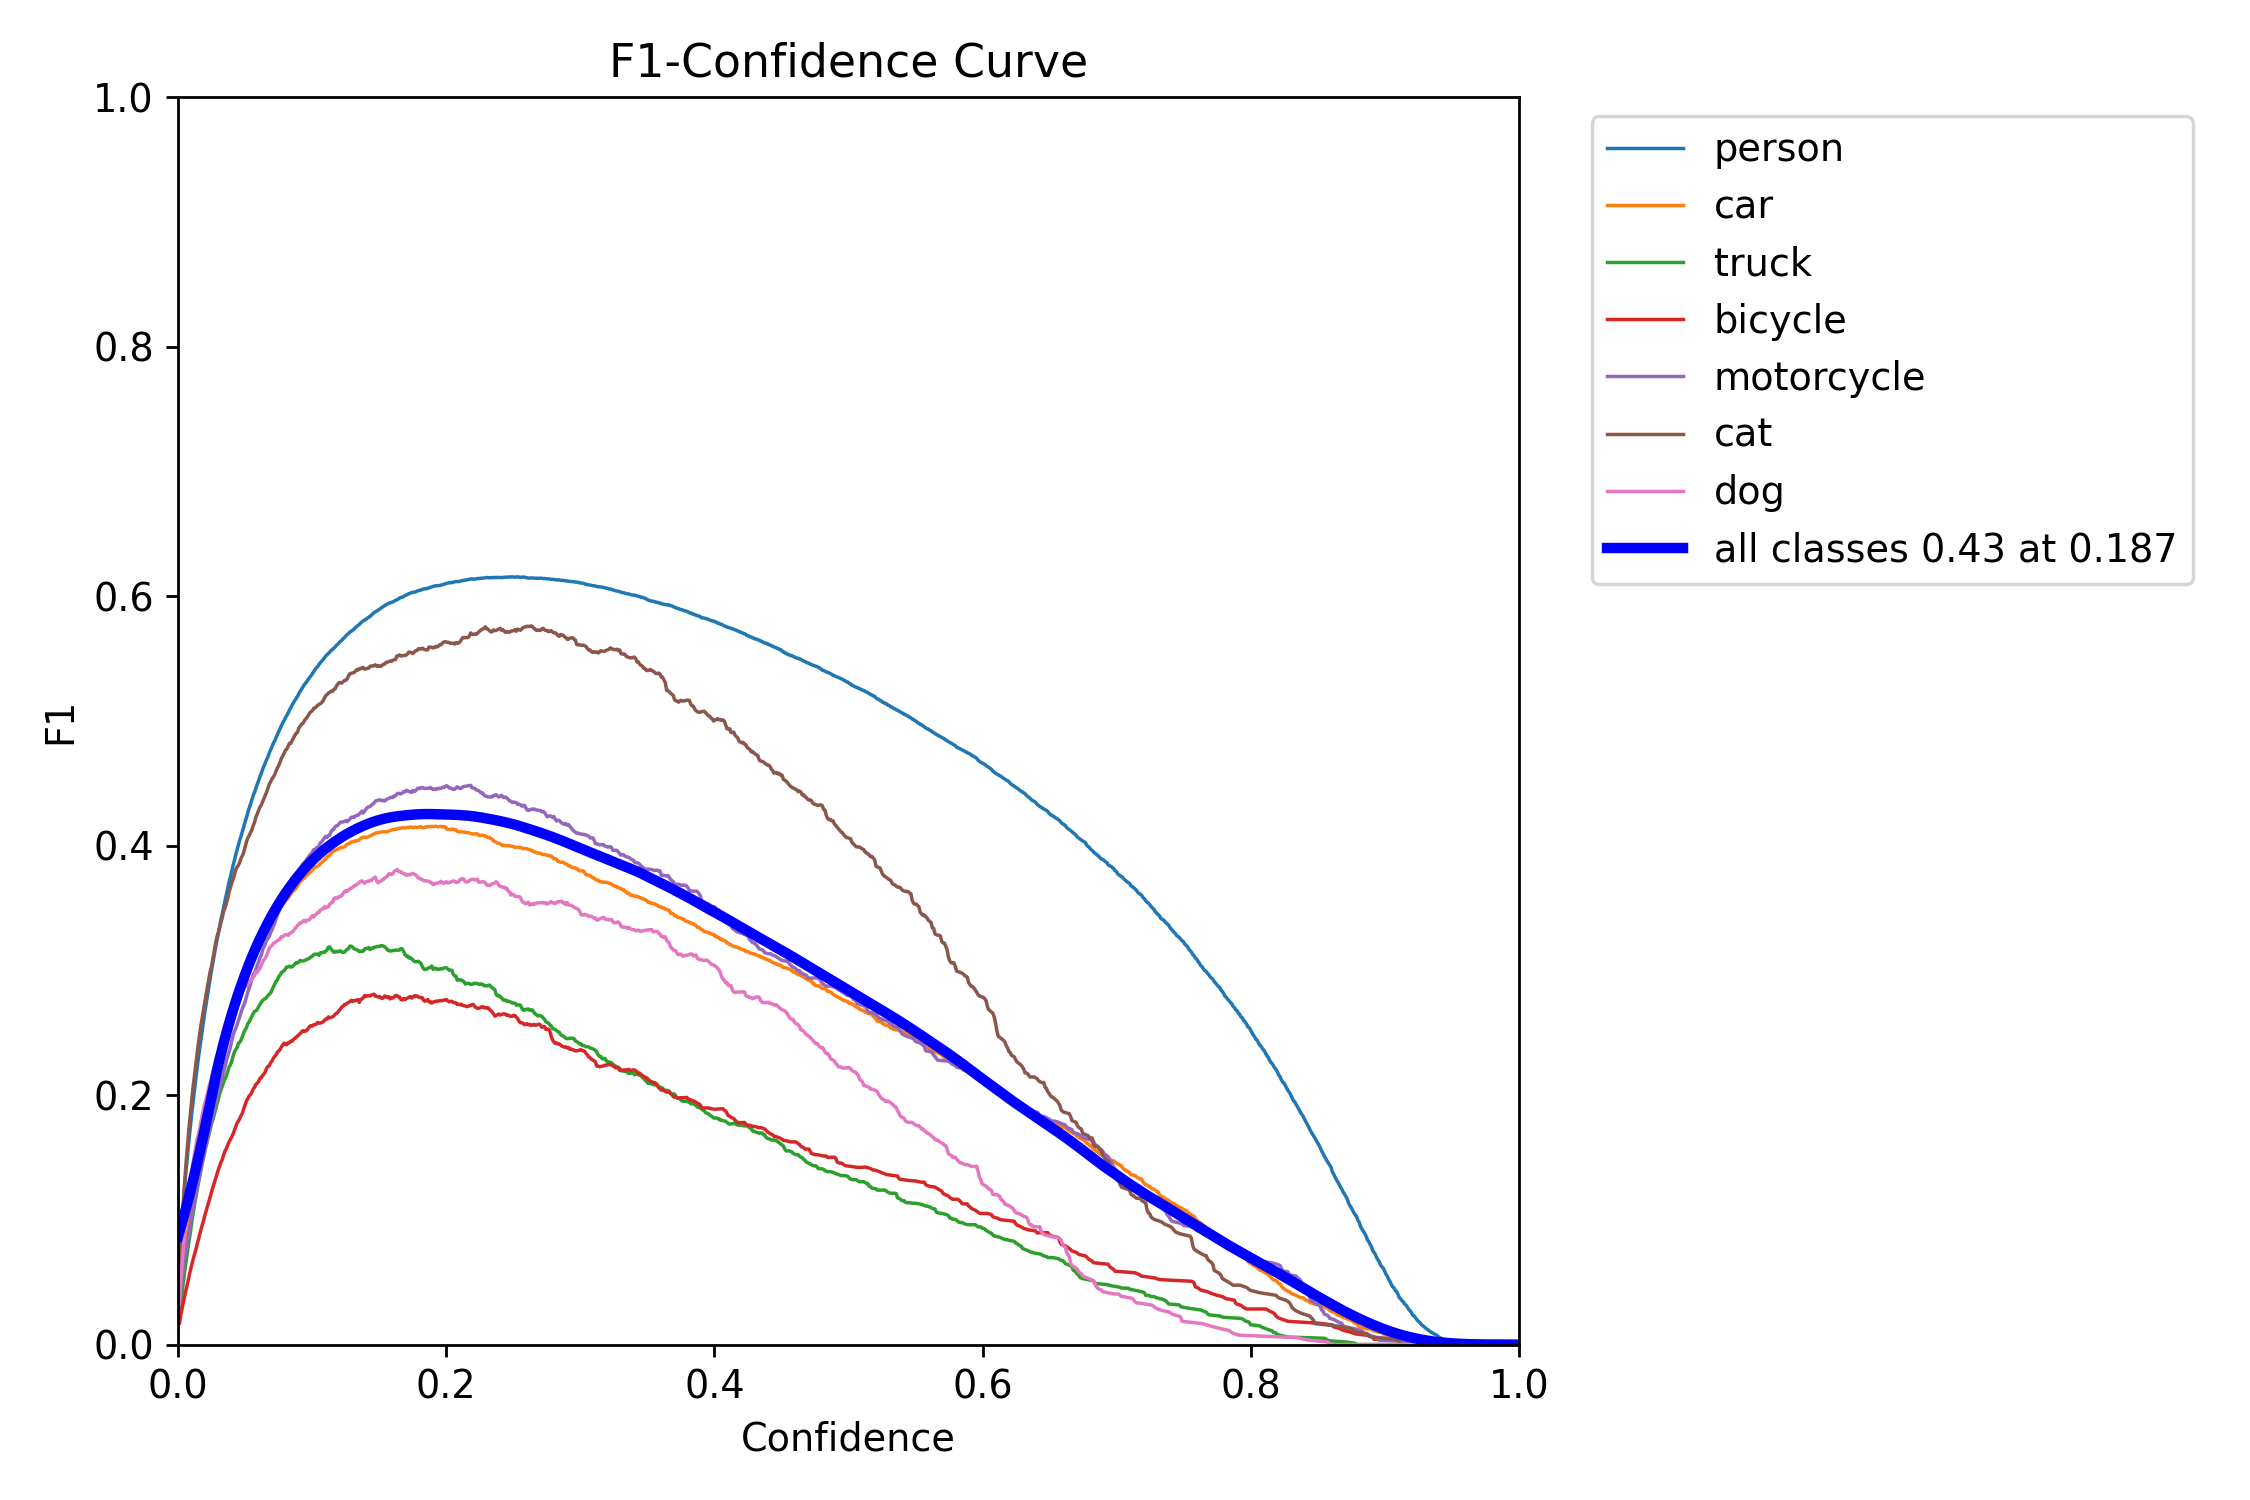 F1-Confidence Curve
1.0
0.8
0.6
0.4
0.2
0.0
F1
0.0 0.2 0.4 0.6 0.8 1.0
Confidence
person
car
truck
bicycle
motorcycle
cat
dog
all classes 0.43 at 0.187